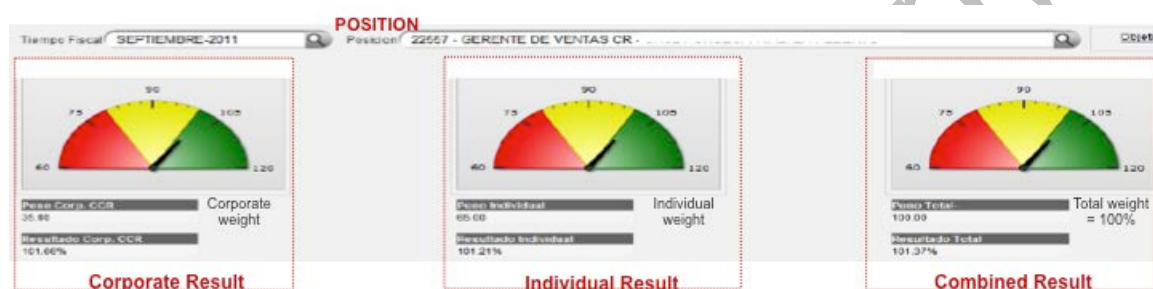 POSITION
Tiempo Fiscal SEPTIEMBRE-2011 Posicion 22557 - GERENTE DE VENTAS CR -
90 90 90
75 105 75 105 75 105
60 120 60 120 60 120
Peso Corp. CCR Corporate weight
35.00
Resultado Corp. CCR
101.66%
Corporate Result
Peso Individual Individual weight
65.00
Resultado Individual
101.21%
Individual Result
Peso Total- Total weight = 100%
100.00
Resultado Total
101.37%
Combined Result